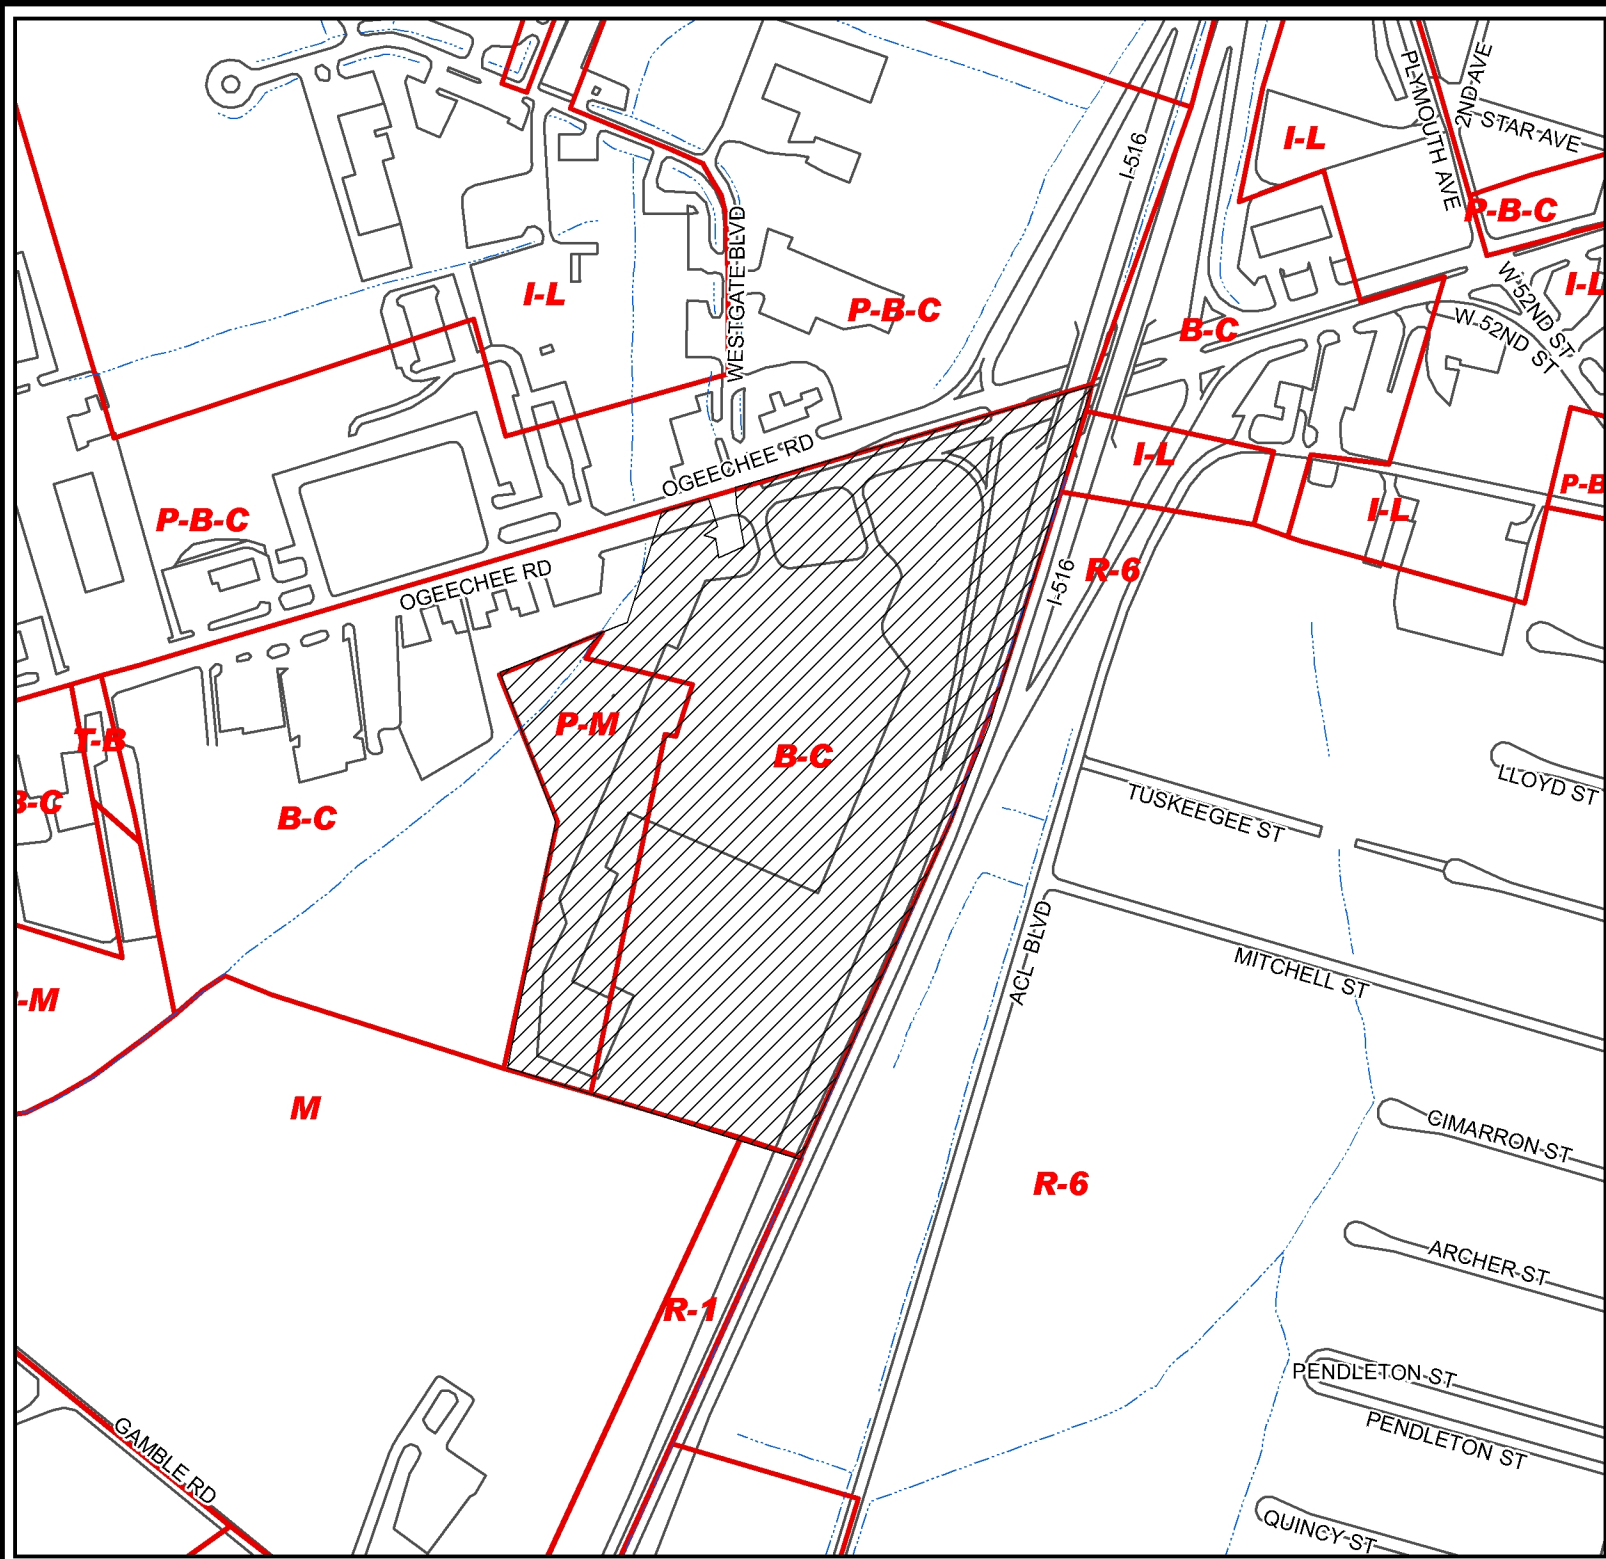 PLYMOUTH AVE
2ND AVE
STAR AVE
I-516
I-L
P-B-C
WESTGATE BLVD
I-L
P-B-C
B-C
W 52ND ST
W 52ND ST
I-L
OGEECHEE RD
I-L
P-B
I-L
P-B-C
OGEECHEE RD
I-516
R-6
P-M
T-B
B-C
B-C
B-C
LLOYD ST
TUSKEEGEE ST
ACL BLVD
MITCHELL ST
-M
M
CIMARRON ST
R-6
ARCHER ST
R-1
PENDLETON ST
PENDLETON ST
GAMBLE RD
QUINCY ST